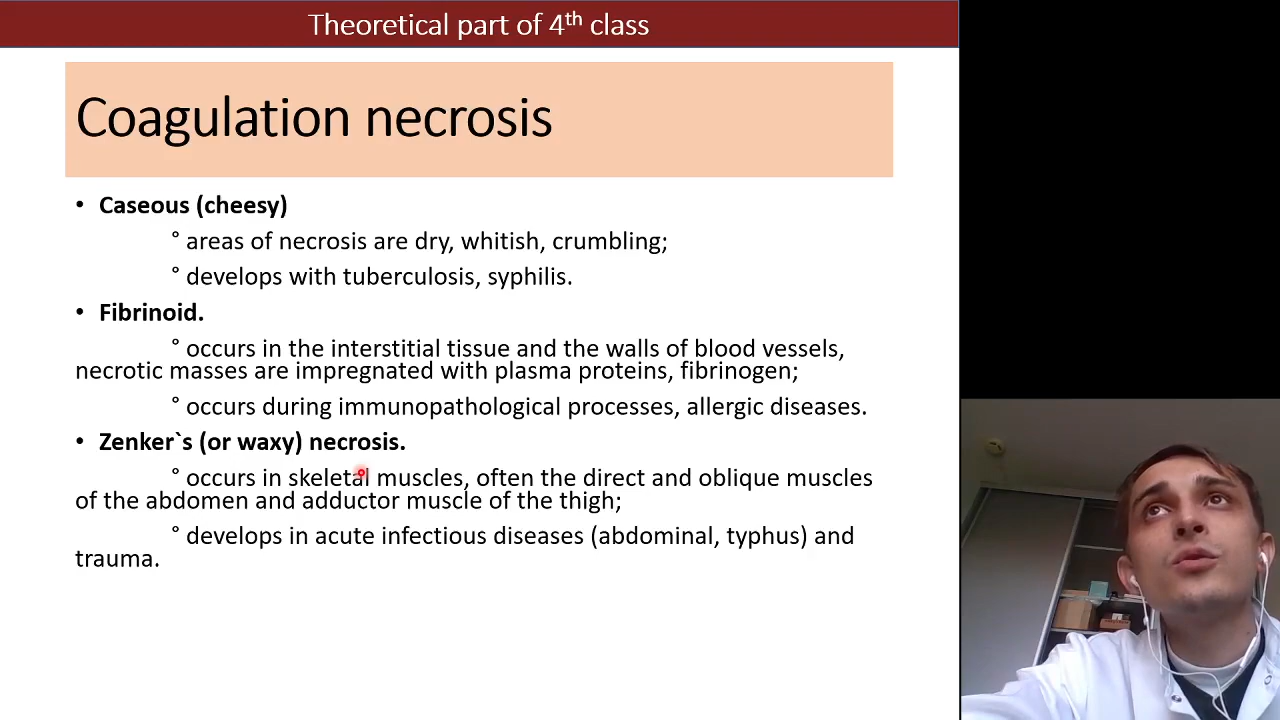 Theoretical part of 4th class
Coagulation necrosis
• Caseous (cheesy)
° areas of necrosis are dry, whitish, crumbling;
° develops with tuberculosis, syphilis.
• Fibrinoid.
° occurs in the interstitial tissue and the walls of blood vessels,
necrotic masses are impregnated with plasma proteins, fibrinogen;
° occurs during immunopathological processes, allergic diseases.
• Zenker`s (or waxy) necrosis.
° occurs in skeletal muscles, often the direct and oblique muscles
of the abdomen and adductor muscle of the thigh;
° develops in acute infectious diseases (abdominal, typhus) and
trauma.